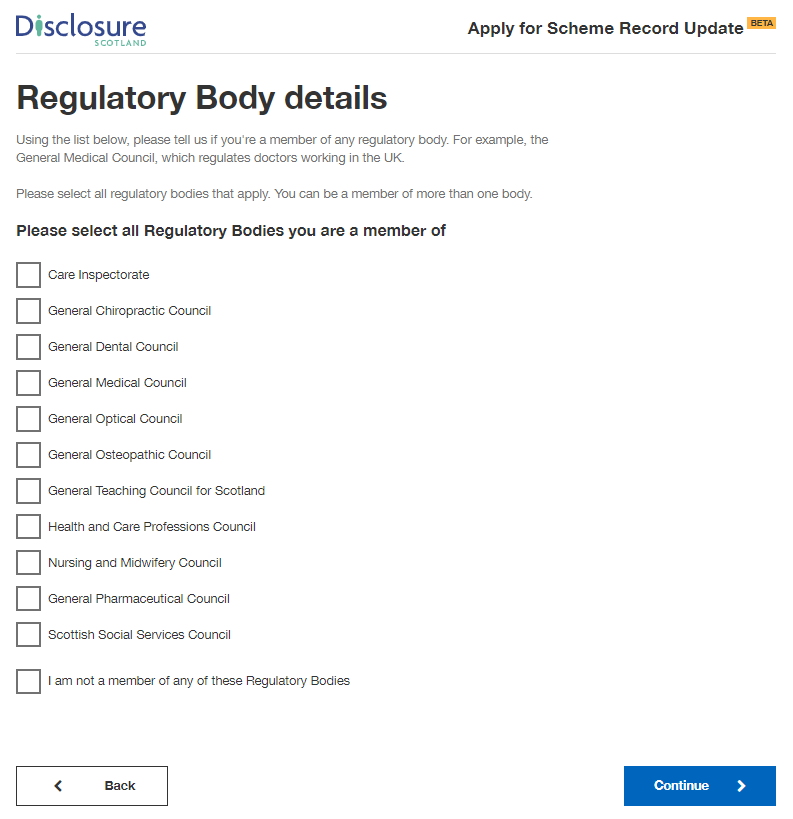 Disclosure
SCOTLAND
Apply for Scheme Record Update BETA
Regulatory Body details
Using the list below, please tell us if you're a member of any regulatory body. For example, the
General Medical Council, which regulates doctors working in the UK.
Please select all regulatory bodies that apply. You can be a member of more than one body.
Please select all Regulatory Bodies you are a member of
Care Inspectorate
General Chiropractic Council
General Dental Council
General Medical Council
General Optical Council
General Osteopathic Council
General Teaching Council for Scotland
Health and Care Professions Council
Nursing and Midwifery Council
General Pharmaceutical Council
Scottish Social Services Council
I am not a member of any of these Regulatory Bodies
Back
Continue